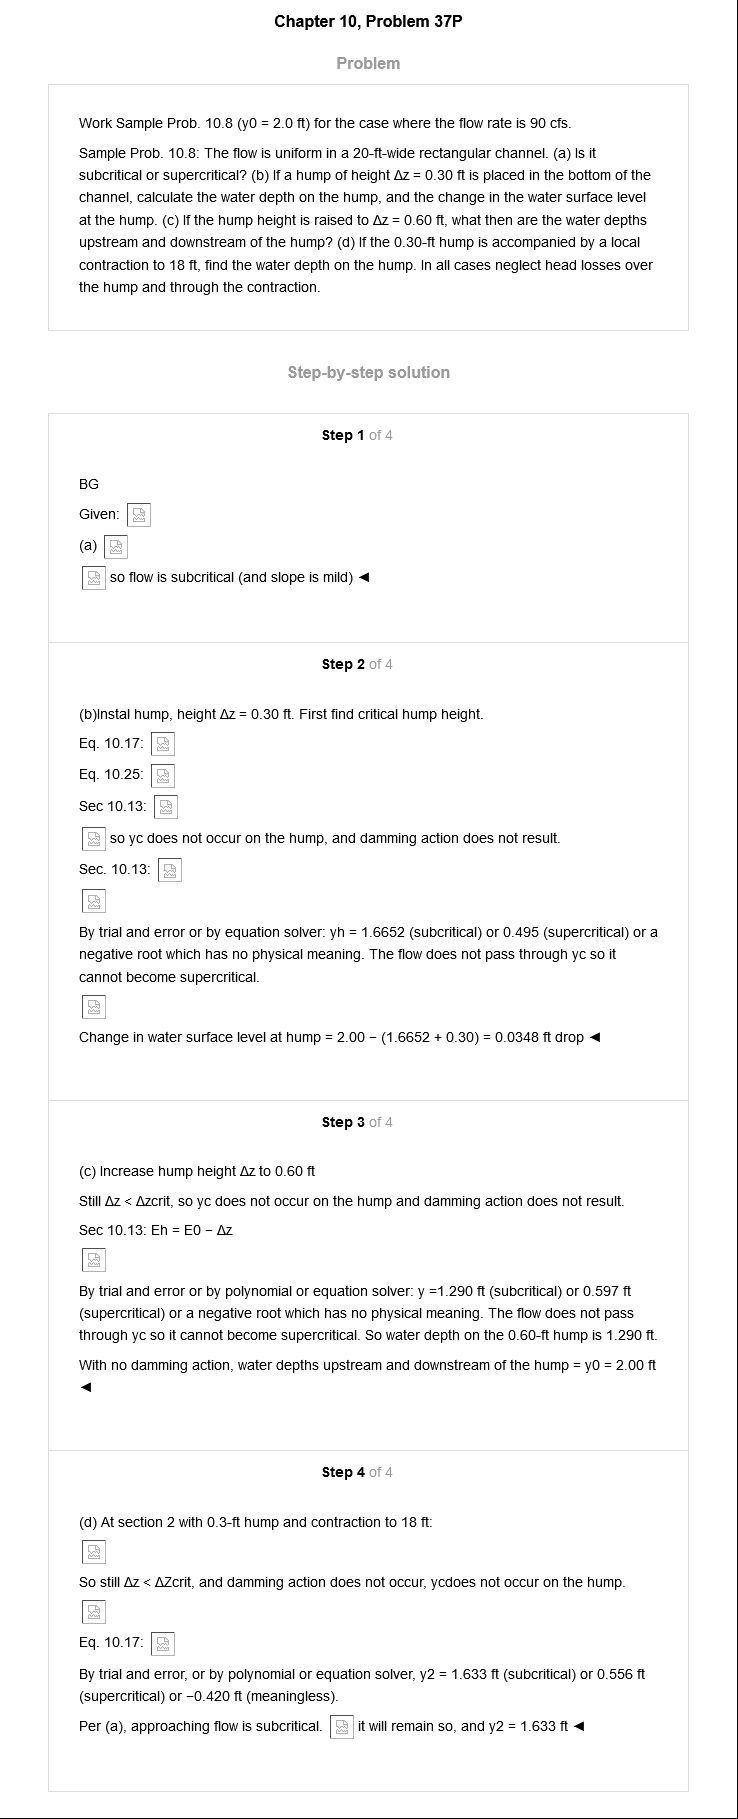 Chapter 10, Problem 37P
Problem
Work Sample Prob. 10.8 (y0 = 2.0 ft) for the case where the flow rate is 90 cfs.
Sample Prob. 10.8: The flow is uniform in a 20-ft-wide rectangular channel. (a) Is it
subcritical or supercritical? (b) If a hump of height Δz = 0.30 ft is placed in the bottom of the
channel, calculate the water depth on the hump, and the change in the water surface level
at the hump. (c) If the hump height is raised to Δz = 0.60 ft, what then are the water depths
upstream and downstream of the hump? (d) If the 0.30-ft hump is accompanied by a local
contraction to 18 ft, find the water depth on the hump. In all cases neglect head losses over
the hump and through the contraction.
Step-by-step solution
Step 1 of 4
BG
Given:
(a)
so flow is subcritical (and slope is mild) ◄
Step 2 of 4
(b)Instal hump, height Δz = 0.30 ft. First find critical hump height.
Eq. 10.17:
Eq. 10.25:
Sec 10.13:
so yc does not occur on the hump, and damming action does not result.
Sec. 10.13:
By trial and error or by equation solver: yh = 1.6652 (subcritical) or 0.495 (supercritical) or a
negative root which has no physical meaning. The flow does not pass through yc so it
cannot become supercritical.
Change in water surface level at hump = 2.00 − (1.6652 + 0.30) = 0.0348 ft drop ◄
Step 3 of 4
(c) Increase hump height Δz to 0.60 ft
Still Δz < Δzcrit, so yc does not occur on the hump and damming action does not result.
Sec 10.13: Eh = E0 − Δz
By trial and error or by polynomial or equation solver: y =1.290 ft (subcritical) or 0.597 ft
(supercritical) or a negative root which has no physical meaning. The flow does not pass
through yc so it cannot become supercritical. So water depth on the 0.60-ft hump is 1.290 ft.
With no damming action, water depths upstream and downstream of the hump = y0 = 2.00 ft
◄
Step 4 of 4
(d) At section 2 with 0.3-ft hump and contraction to 18 ft:
So still Δz < ΔZcrit, and damming action does not occur, ycdoes not occur on the hump.
Eq. 10.17:
By trial and error, or by polynomial or equation solver, y2 = 1.633 ft (subcritical) or 0.556 ft
(supercritical) or −0.420 ft (meaningless).
Per (a), approaching flow is subcritical. it will remain so, and y2 = 1.633 ft ◄